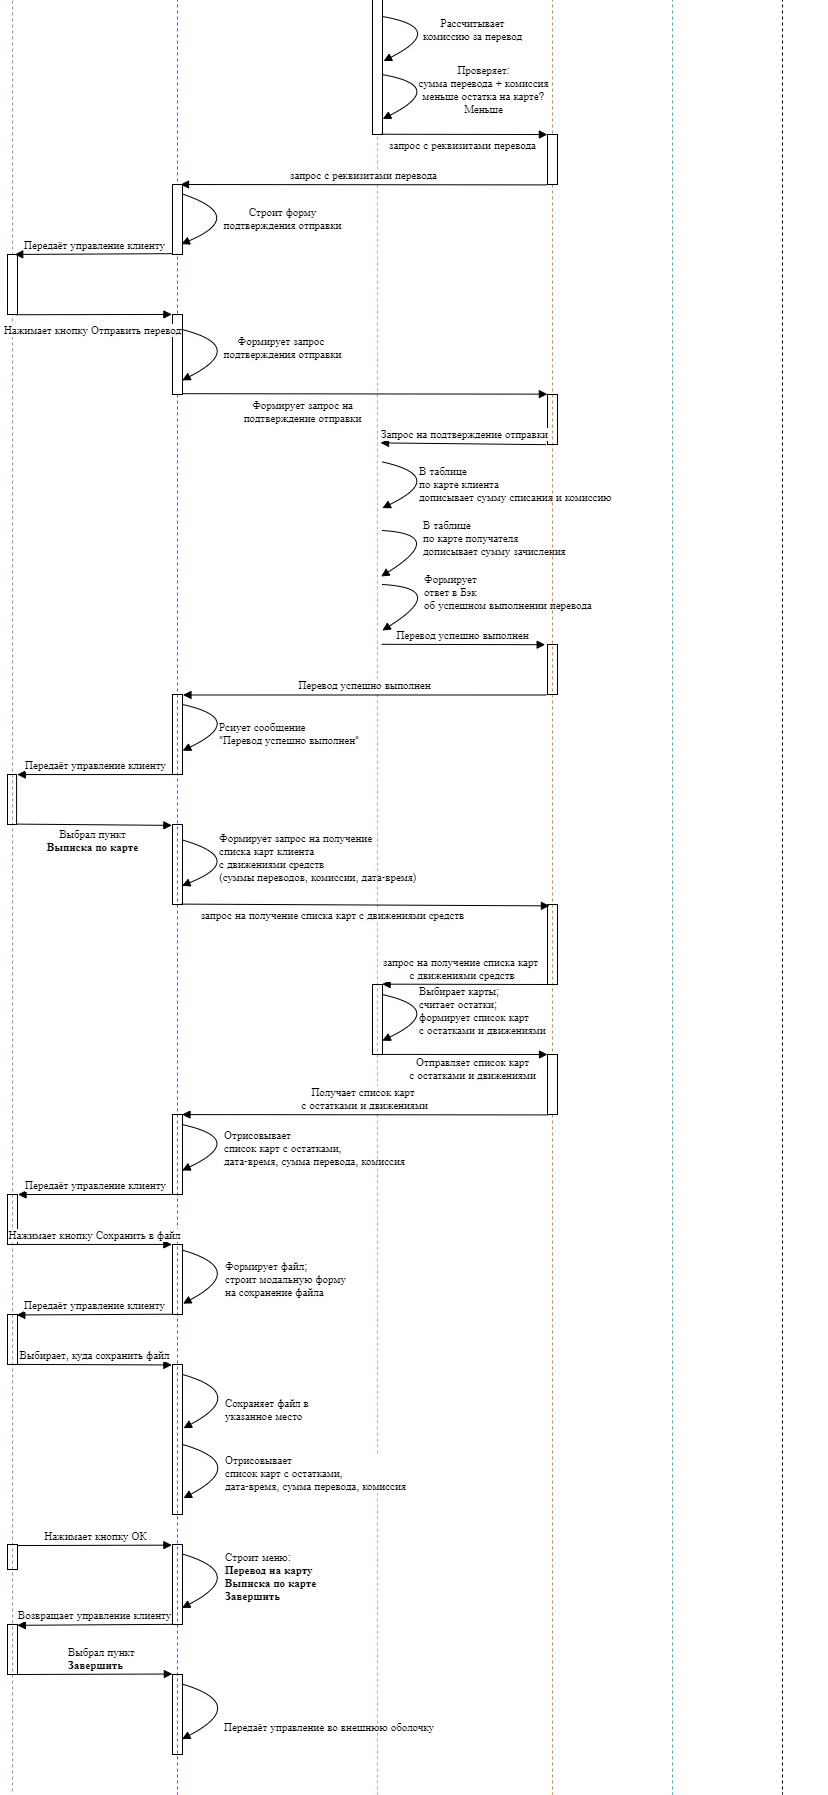 Рассчитывает
комиссию за перевод
Проверяет:
сумма перевода + комиссия
меньше остатка на карте?
Меньше
запрос с реквизитами перевода
запрос с реквизитами перевода
Строит форму
подтверждения отправки
Передаёт управление клиенту
Нажимает кнопку Отправить перевод
Формирует запрос
подтверждения отправки
Формирует запрос на
подтверждение отправки
Запрос на подтверждение отправки
В таблице
по карте клиента
дописывает сумму списания и комиссию
В таблице
по карте получателя
дописывает сумму зачисления
Формирует
ответ в Бэк
об успешном выполнении перевода
Перевод успешно выполнен
Перевод успешно выполнен
Рсиует сообщение
"Перевод успешно выполнен"
Передаёт управление клиенту
Выбрал пункт
Выписка по карте
Формирует запрос на получение
списка карт клиента
с движениями средств
(суммы переводов, комиссии, дата-время)
запрос на получение списка карт с движениями средств
запрос на получение списка карт
с движениями средств
Выбирает карты;
считает остатки;
формирует список карт
с остатками и движениями
Отправляет список карт
с остатками и движениями
Получает список карт
с остатками и движениями
Отрисовывает
список карт с остатками,
дата-время, сумма перевода, комиссия
Передаёт управление клиенту
Нажимает кнопку Сохранить в файл
Формирует файл;
строит модальную форму
на сохранение файла
Передаёт управление клиенту
Выбирает, куда сохранить файл
Сохраняет файл в
указанное место
Отрисовывает
список карт с остатками,
дата-время, сумма перевода, комиссия
Нажимает кнопку ОК
Строит меню:
Перевод на карту
Выписка по карте
Завершить
Возвращает управление клиенту
Выбрал пункт
Завершить
Передаёт управление во внешнюю оболочку